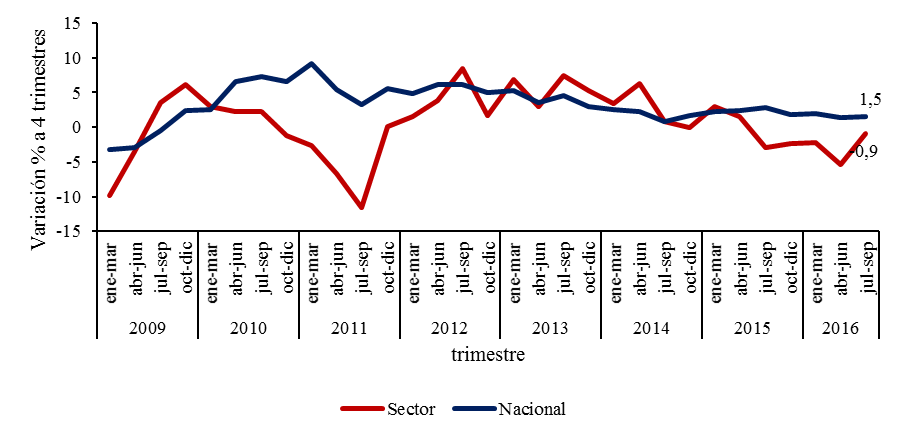 Variación % a 4 trimestres
15
10
5
0
-5
-10
-15
1,5
-0,9
ene-mar abr-jun jul-sep oct-dic ene-mar abr-jun jul-sep oct-dic ene-mar abr-jun jul-sep oct-dic ene-mar abr-jun jul-sep oct-dic ene-mar abr-jun jul-sep oct-dic ene-mar abr-jun jul-sep oct-dic ene-mar abr-jun jul-sep oct-dic ene-mar abr-jun jul-sep
2009 2010 2011 2012 2013 2014 2015 2016
trimestre
Sector Nacional